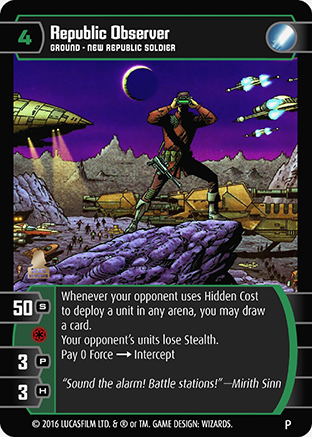 4
Republic Observer
GROUND - NEW REPUBLIC SOLDIER
50 S
Whenever your opponent uses Hidden Cost
to deploy a unit in any arena, you may draw
a card.
Your opponent's units lose Stealth.
3 P
Pay 0 Force → Intercept
3 H
“Sound the alarm! Battle stations!” —Mirith Sinn
© 2016 LUCASFILM LTD. & ® or TM. GAME DESIGN: WIZARDS.
P